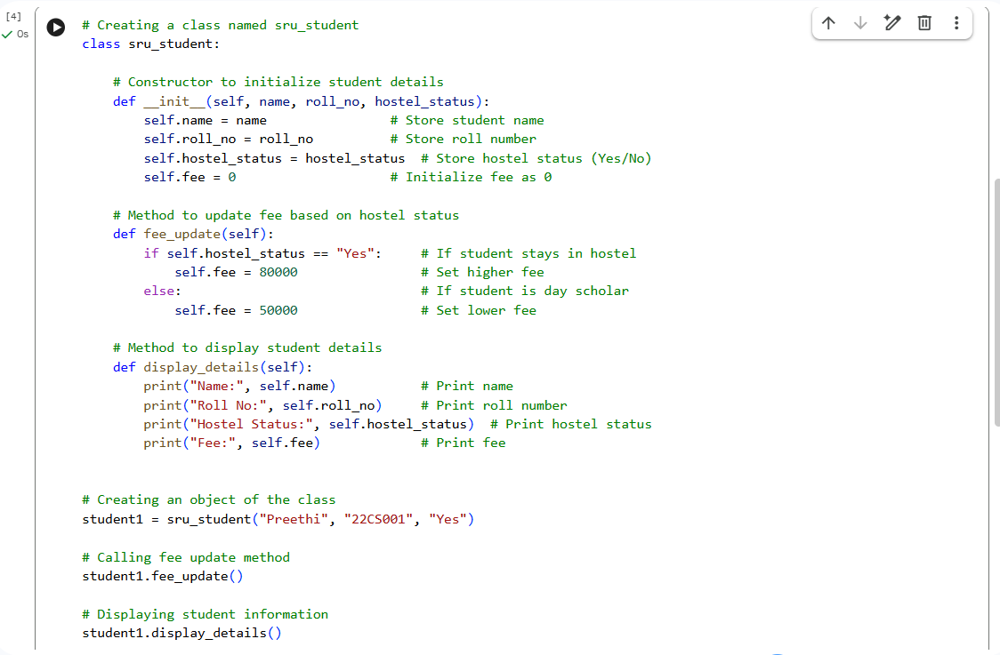 [4]
0s
# Creating a class named sru_student
class sru_student:
    # Constructor to initialize student details
    def __init__(self, name, roll_no, hostel_status):
        self.name = name                # Store student name
        self.roll_no = roll_no          # Store roll number
        self.hostel_status = hostel_status  # Store hostel status (Yes/No)
        self.fee = 0                    # Initialize fee as 0
    # Method to update fee based on hostel status
    def fee_update(self):
        if self.hostel_status == "Yes":     # If student stays in hostel
            self.fee = 80000                # Set higher fee
        else:                               # If student is day scholar
            self.fee = 50000                # Set lower fee
    # Method to display student details
    def display_details(self):
        print("Name:", self.name)           # Print name
        print("Roll No:", self.roll_no)     # Print roll number
        print("Hostel Status:", self.hostel_status)  # Print hostel status
        print("Fee:", self.fee)             # Print fee
# Creating an object of the class
student1 = sru_student("Preethi", "22CS001", "Yes")
# Calling fee update method
student1.fee_update()
# Displaying student information
student1.display_details()